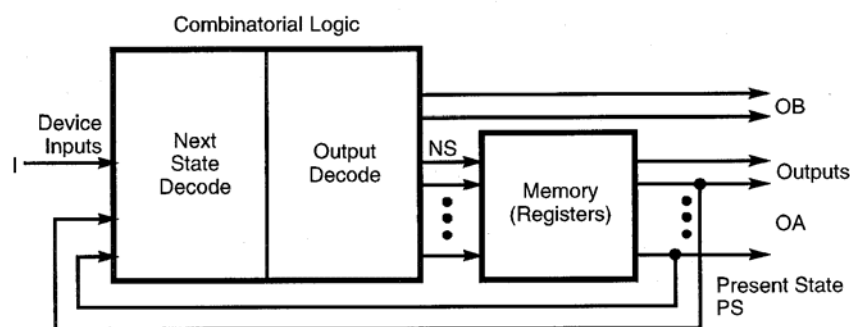 Combinatorial Logic
Device
Inputs
I
Next
State
Decode
Output
Decode
NS
Memory
(Registers)
OB
Outputs
OA
Present State
PS